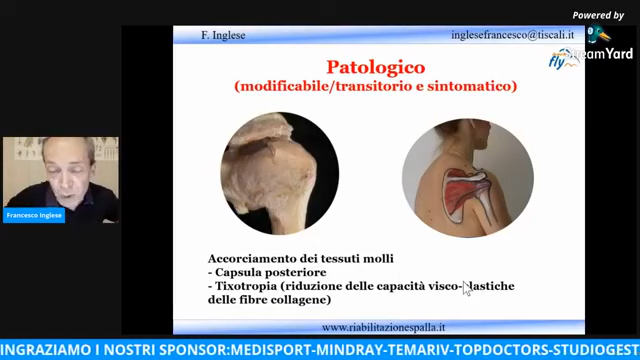 Powered by
StreamYard
F. Inglese
inglesefrancesco@tiscali.it
fly
Patologico
(modificabile/transitorio e sintomatico)
Francesco Inglese
Accorciamento dei tessuti molli
- Capsula posteriore
- Tixotropia (riduzione delle capacità visco-elastiche
delle fibre collagene)
www.riabilitazionespalla.it
INGRAZIAMO I NOSTRI SPONSOR:MEDISPORT-MINDRAY-TEMARIV-TOPDOCTORS-STUDIOGEST